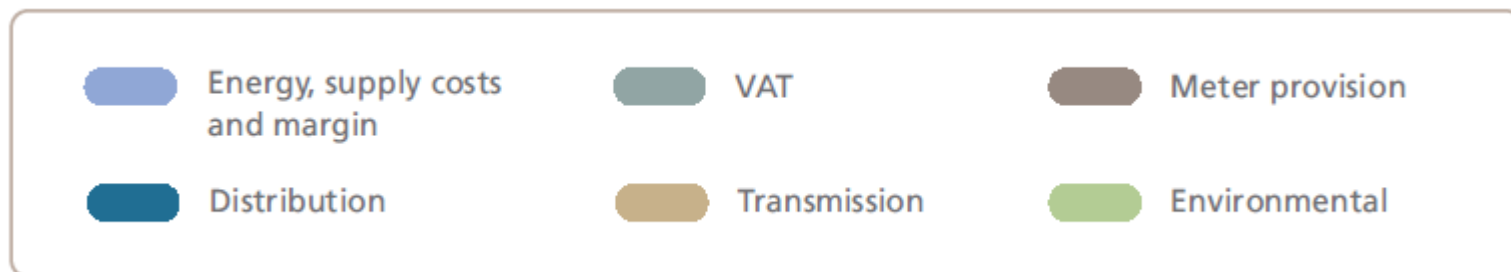 Energy, supply costs
and margin
VAT
Meter provision
Distribution
Transmission
Environmental